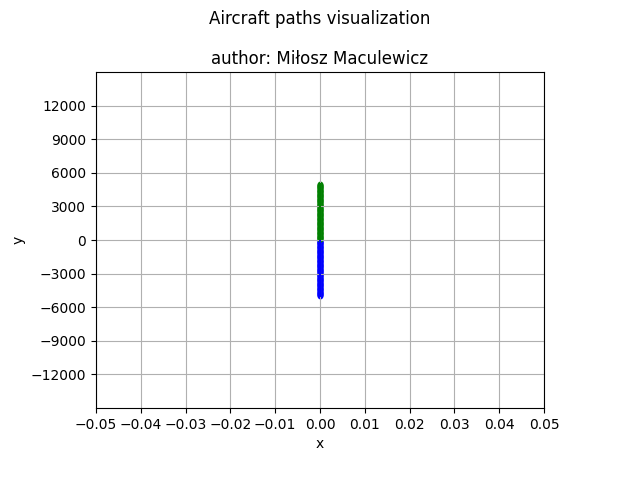 Aircraft paths visualization
author: Miłosz Maculewicz
12000
9000
6000
3000
0
−3000
−6000
−9000
−12000
y
−0.05 −0.04 −0.03 −0.02 −0.01 0.00 0.01 0.02 0.03 0.04 0.05
x